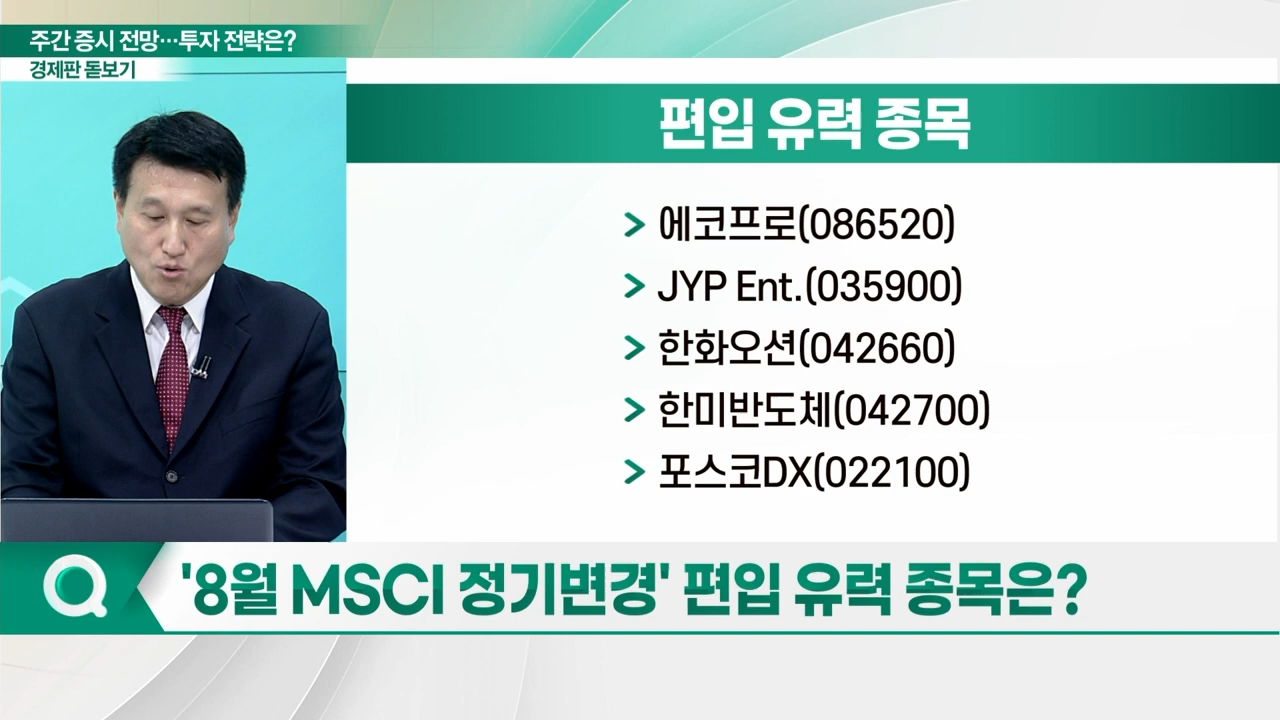 주간 증시 전망…투자 전략은?
경제판 돋보기
편입 유력 종목
에코프로(086520)
JYP Ent.(035900)
한화오션(042660)
한미반도체(042700)
포스코DX(022100)
'8월 MSCI 정기변경' 편입 유력 종목은?